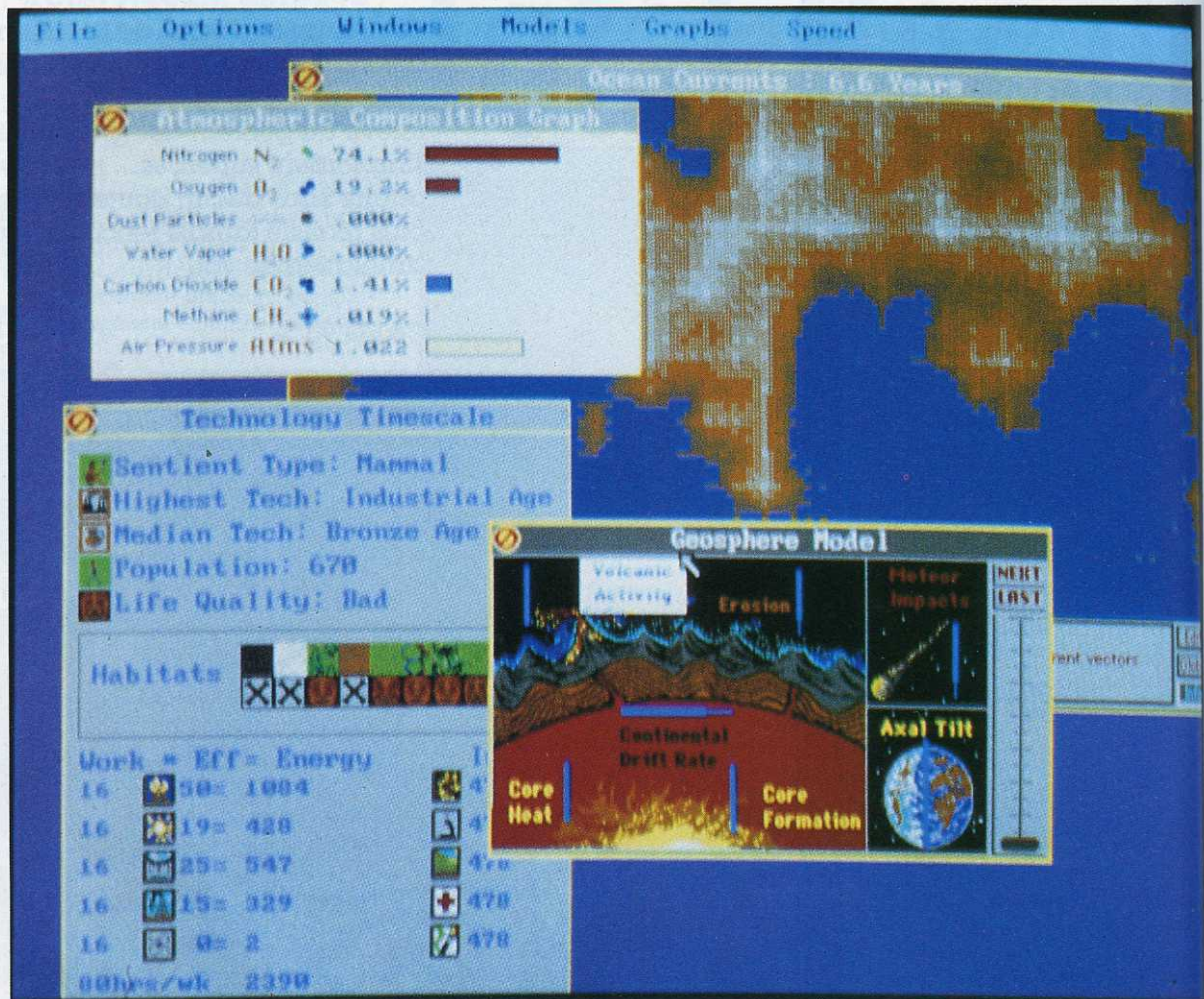 File Options Windows Models Graphs Speed
Ocean Currents : 6.6 Years
Atmospheric Composition Graph
Nitrogen N₂ 74.1%
Oxygen O₂ 19.2%
Dust Particles .000%
Water Vapor H₂O .000%
Carbon Dioxide CO₂ 1.41%
Methane CH₄ .019%
Air Pressure Atms 1.022
Technology Timescale
Sentient Type: Mammal
Highest Tech: Industrial Age
Median Tech: Bronze Age
Population: 670
Life Quality: Bad
Habitats
Work * Eff= Energy
16 50= 1084
16 19= 428
16 25= 547
16 15= 329 478
16 0= 2 478
80hrs/wk 2390
Geosphere Model
Volcanic
Activity
Erosion
Continental
Drift Rate
Core
Heat
Core
Formation
Meteor
Impacts
Axal Tilt
NEXT
LAST
vectors